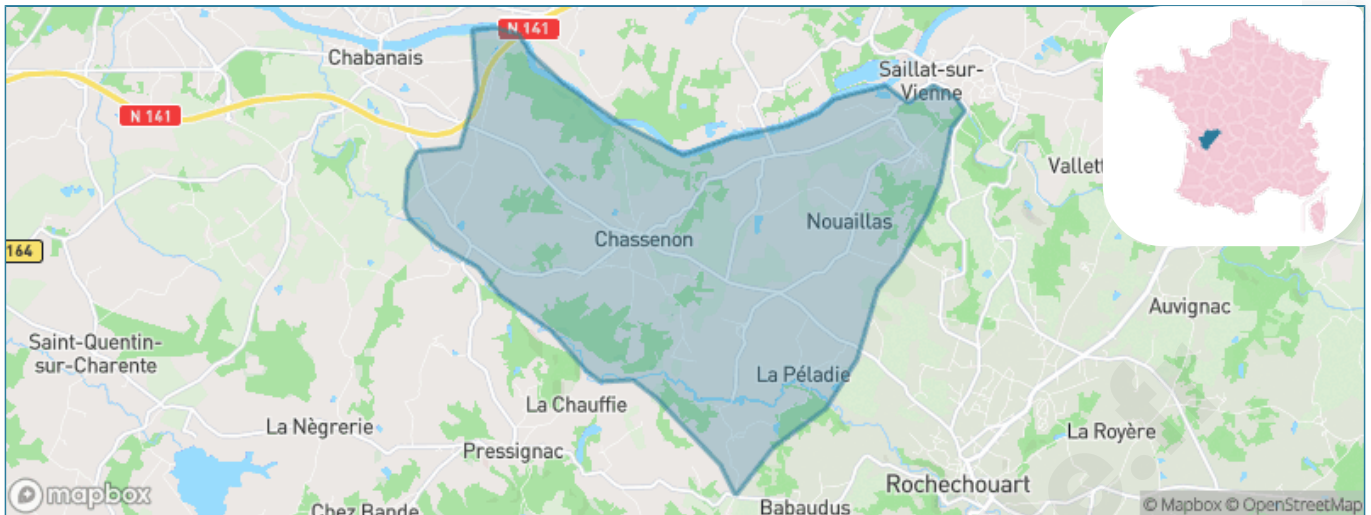 N 141
Chabanais
Saillat-sur-
Vienne
N 141
Vallett
Nouaillas
Chassenon
164
Auvignac
Saint-Quentin-
sur-Charente
La Péladie
La Chauffie
La Nègrerie
La Royère
Pressignac
Rochechouart
mapbox
Chez Bande
Babaudus
© Mapbox © OpenStreetMap